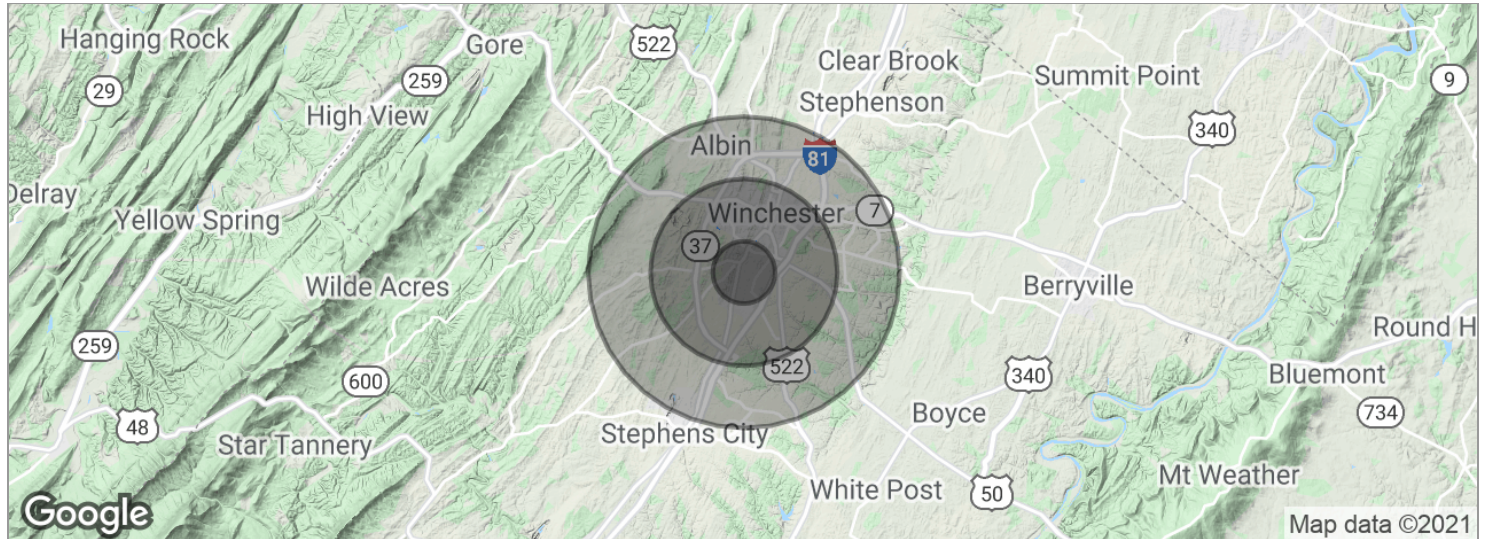 Hanging Rock
Gore
522
Clear Brook
259
Summit Point
9
29
Stephenson
High View
340
Albin
81
Delray
Yellow Spring
Winchester
7
37
Wilde Acres
Berryville
Round H
259
522
600
340
Bluemont
Boyce
734
48
Stephens City
Star Tannery
Mt Weather
White Post
50
Google
Map data ©2021